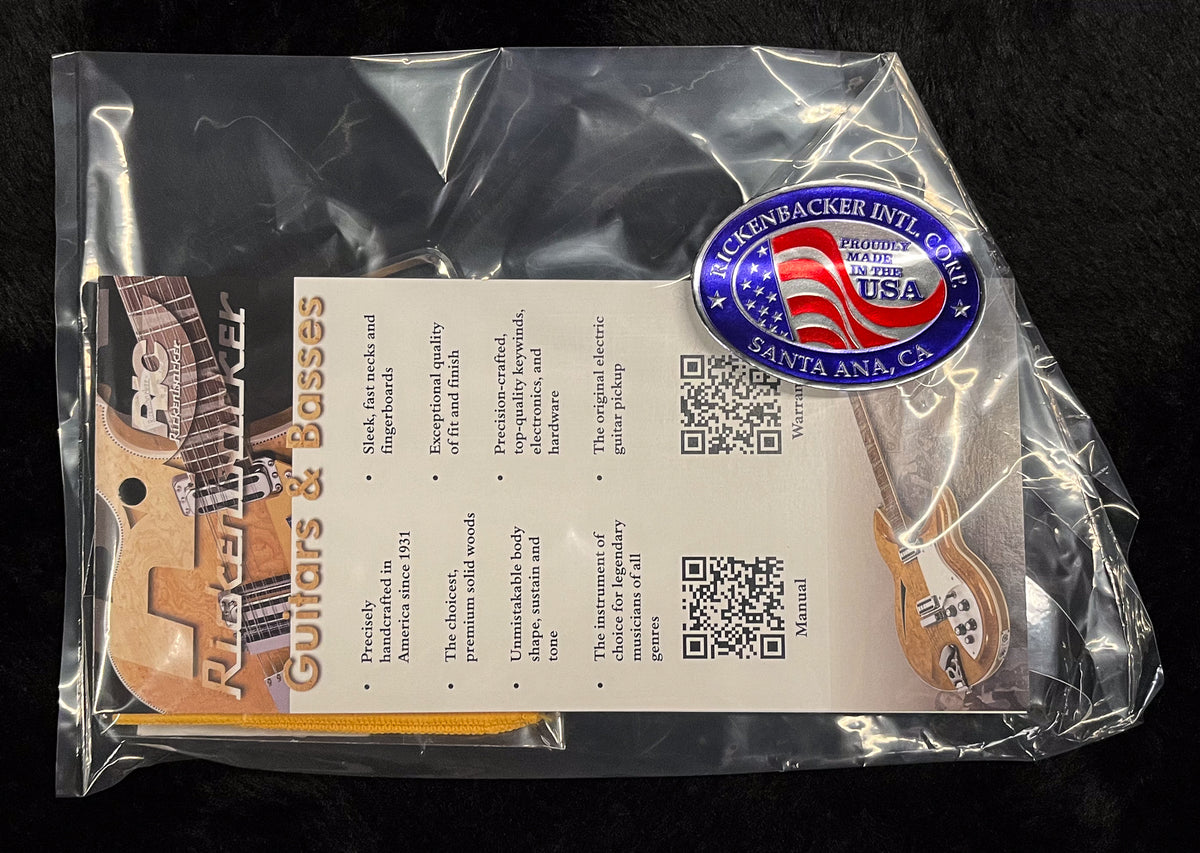 RIC
Rickenbacker
Rickenbacker
Guitars & Basses
• Precisely
handcrafted in
America since 1931
• The choicest,
premium solid woods
• Unmistakable body
shape, sustain and
tone
• The instrument of
choice for legendary
musicians of all
genres
• Sleek, fast necks and
fingerboards
• Exceptional quality
of fit and finish
• Precision-crafted,
top-quality keywinds,
electronics, and
hardware
• The original electric
guitar pickup
Manual
Warran
RICKENBACKER INTL. CORP.
PROUDLY
MADE
IN THE
USA
SANTA ANA, CA